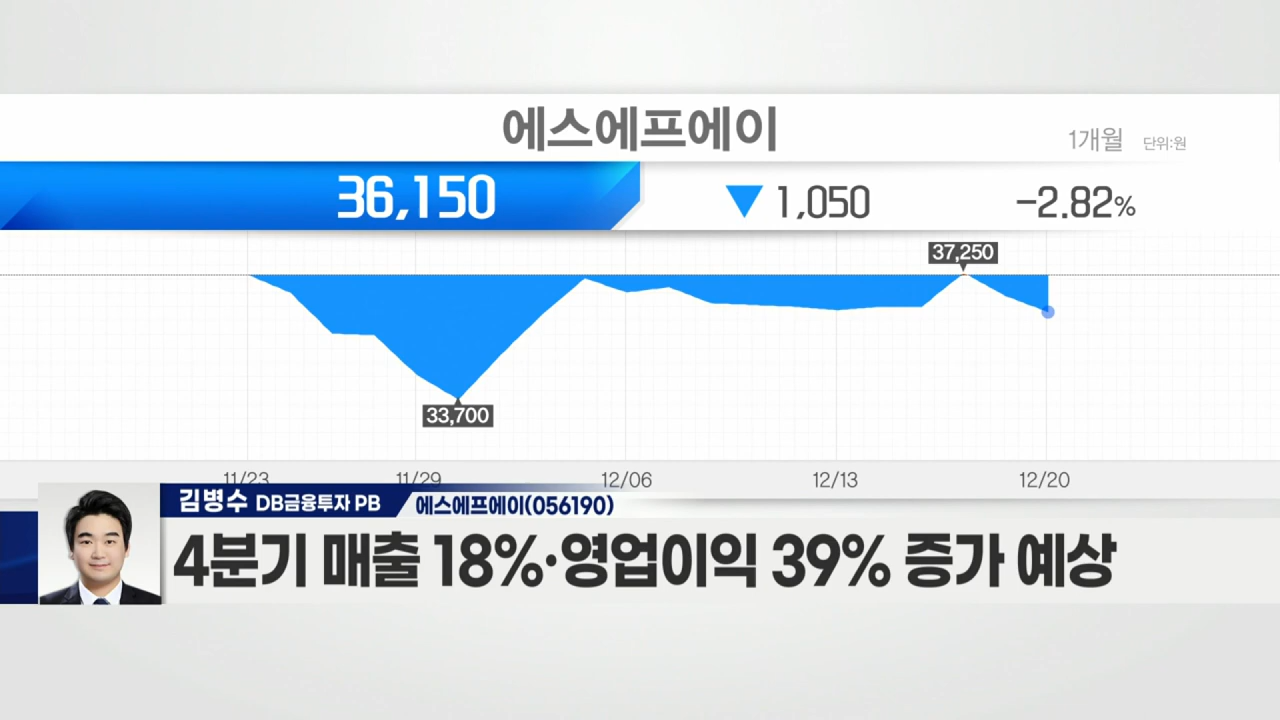 에스에프에이
1개월 단위:원
36,150 ▼ 1,050 -2.82%
37,250
33,700
11/23 11/29 12/06 12/13 12/20
김병수 DB금융투자 PB 에스에프에이(056190)
4분기 매출 18%·영업이익 39% 증가 예상